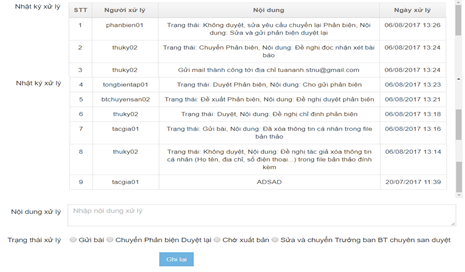 Nhật ký xử lý
STT Người xử lý Nội dung Ngày xử lý
1 phanbien01 Trạng thái: Không duyệt, sửa yêu cầu chuyển lại Phản biện, Nội dung: Sửa và gửi phản biện duyệt lại 06/08/2017 13:26
2 thuky02 Trạng thái: Chuyển Phản biện, Nội dung: Đề nghị đọc nhận xét bài báo 06/08/2017 13:24
3 thuky02 Gửi mail thành công tới địa chỉ tuananh.stnu@gmail.com 06/08/2017 13:24
Nhật ký xử lý
4 tongbientap01 Trạng thái: Duyệt Phản biện, Nội dung: Cho gửi phản biện 06/08/2017 13:23
5 btchuyensan02 Trạng thái: Đề xuất Phản biện, Nội dung: Đề nghị duyệt phản biện 06/08/2017 13:21
6 thuky02 Trạng thái: Duyệt, Nội dung: Đề nghị chỉ định phản biện 06/08/2017 13:18
7 tacgia01 Trạng thái: Gửi bài, Nội dung: Đã xóa thông tin cá nhân trong file bản thảo 06/08/2017 13:16
8 thuky02 Trạng thái: Không duyệt, Nội dung: Đề nghị tác giả xóa thông tin cá nhân (Họ tên, địa chỉ, số điện thoại...) trong file bản thảo đính kèm 06/08/2017 13:14
9 tacgia01 ADSAD 20/07/2017 11:39
Nội dung xử lý Nhập nội dung xử lý
Trạng thái xử lý Gửi bài Chuyển Phản biện Duyệt lại Chờ xuất bản Sửa và chuyển Trưởng ban BT chuyên san duyệt
Ghi lại